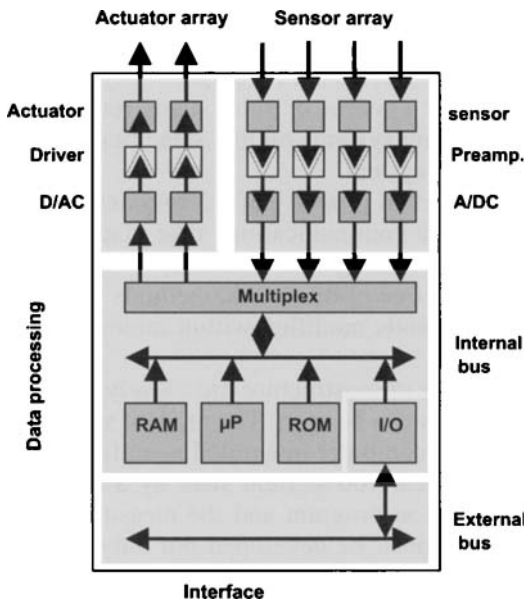 Actuator array
Sensor array
Actuator
sensor
Driver
Preamp.
D/AC
A/DC
Multiplex
Data processing
Internal
bus
RAM
µP
ROM
I/O
External
bus
Interface